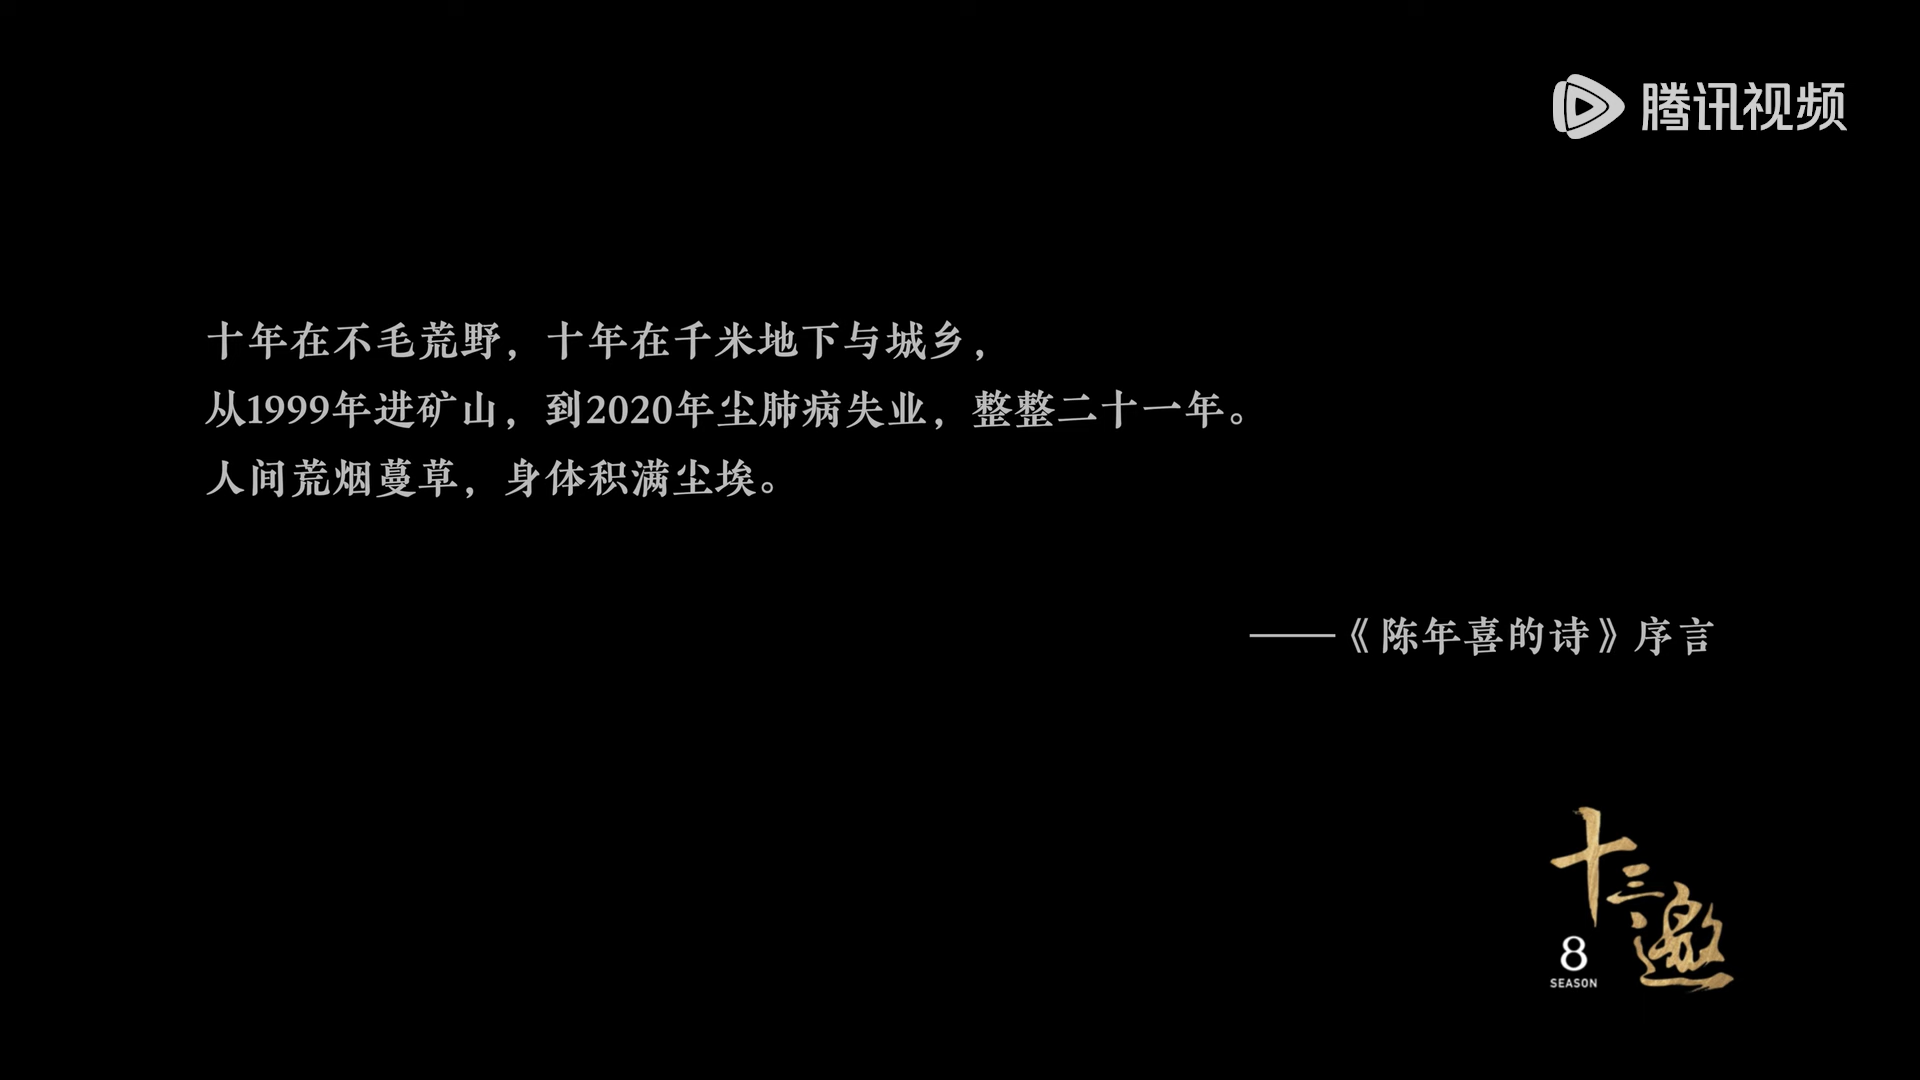 腾讯视频
十年在不毛荒野，十年在千米地下与城乡，
从1999年进矿山，到2020年尘肺病失业，整整二十一年。
人间荒烟蔓草，身体积满尘埃。
——《陈年喜的诗》序言
十三邀
8
SEASON